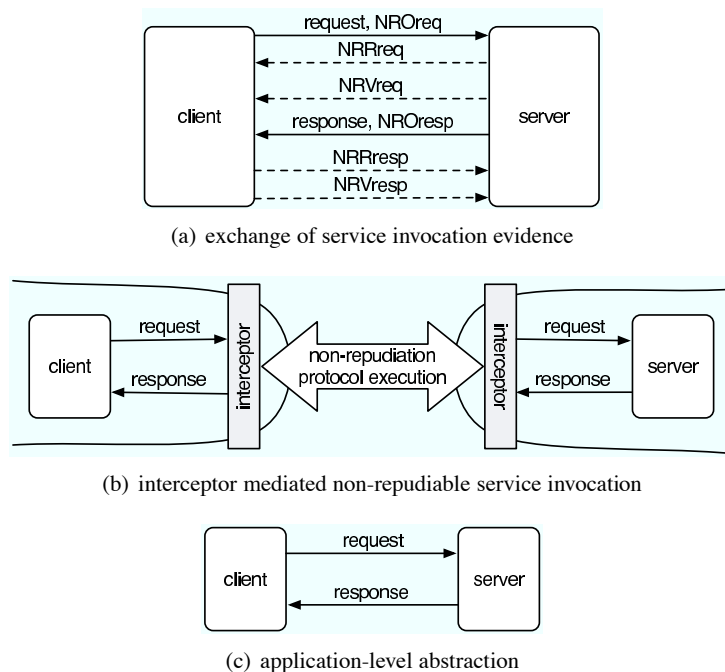 request, NROreq
NRRreq
NRVreq
client
server
response, NROresp
NRRresp
NRVresp
(a) exchange of service invocation evidence
request
client
response
interceptor
non-repudiation
protocol execution
interceptor
request
server
response
(b) interceptor mediated non-repudiable service invocation
request
client
server
response
(c) application-level abstraction